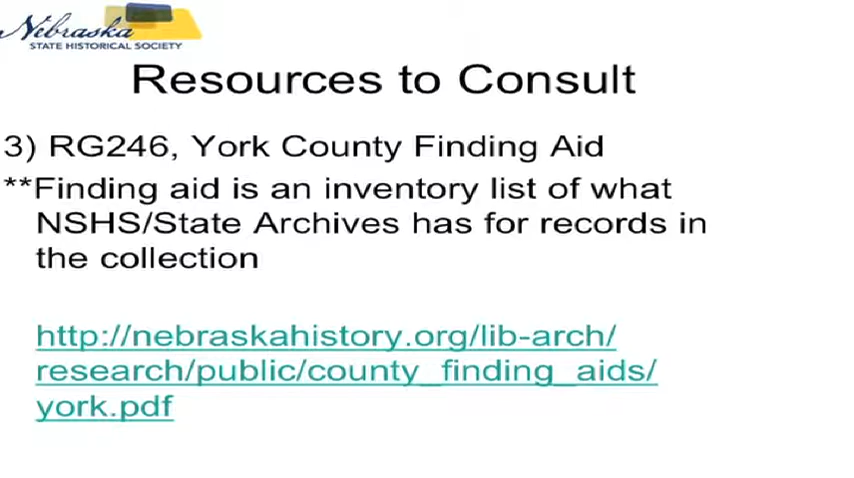 Nebraska
STATE HISTORICAL SOCIETY
Resources to Consult
3) RG246, York County Finding Aid
**Finding aid is an inventory list of what
NSHS/State Archives has for records in
the collection
http://nebraskahistory.org/lib-arch/
research/public/county_finding_aids/
york.pdf